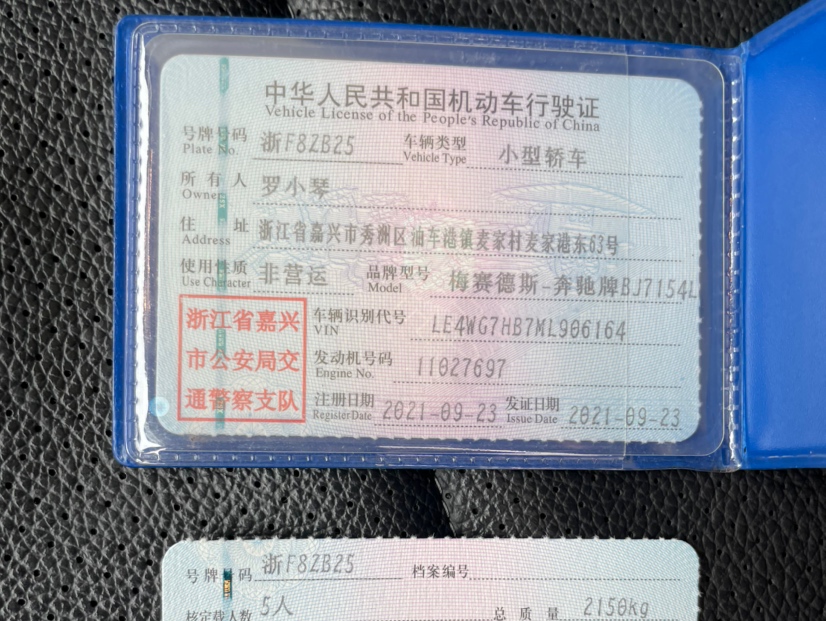 中华人民共和国机动车行驶证
Vehicle License of the People's Republic of China
号牌号码 浙F8ZB25 车辆类型 小型轿车
Plate No. Vehicle Type
所有人 罗小琴
Owner
住址 浙江省嘉兴市秀洲区油车港镇麦家村麦家港东63号
Address
使用性质 非营运 品牌型号 梅赛德斯-奔驰牌BJ7154L
Use Character Model
浙江省嘉兴
市公安局交
通警察支队
车辆识别代号 LE4WG7HB7ML906164
VIN
发动机号码 11027697
Engine No.
注册日期 2021-09-23 发证日期 2021-09-23
Register Date Issue Date
号牌号码 浙F8ZB25 档案编号
核定载人数 5人 总质量 2150kg